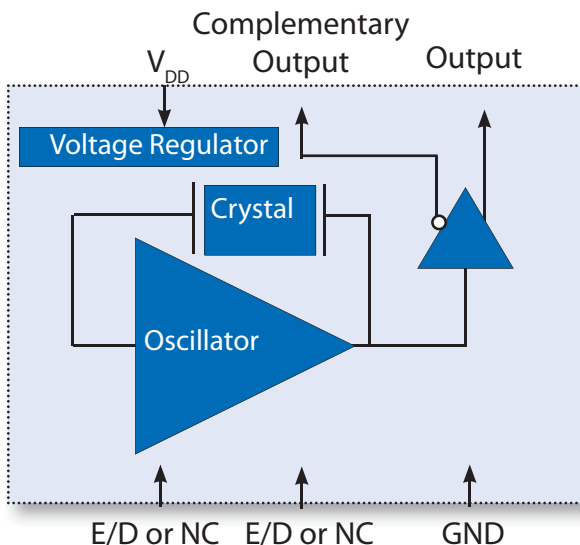 Complementary
V_DD Output Output
Voltage Regulator
Crystal
Oscillator
E/D or NC E/D or NC GND